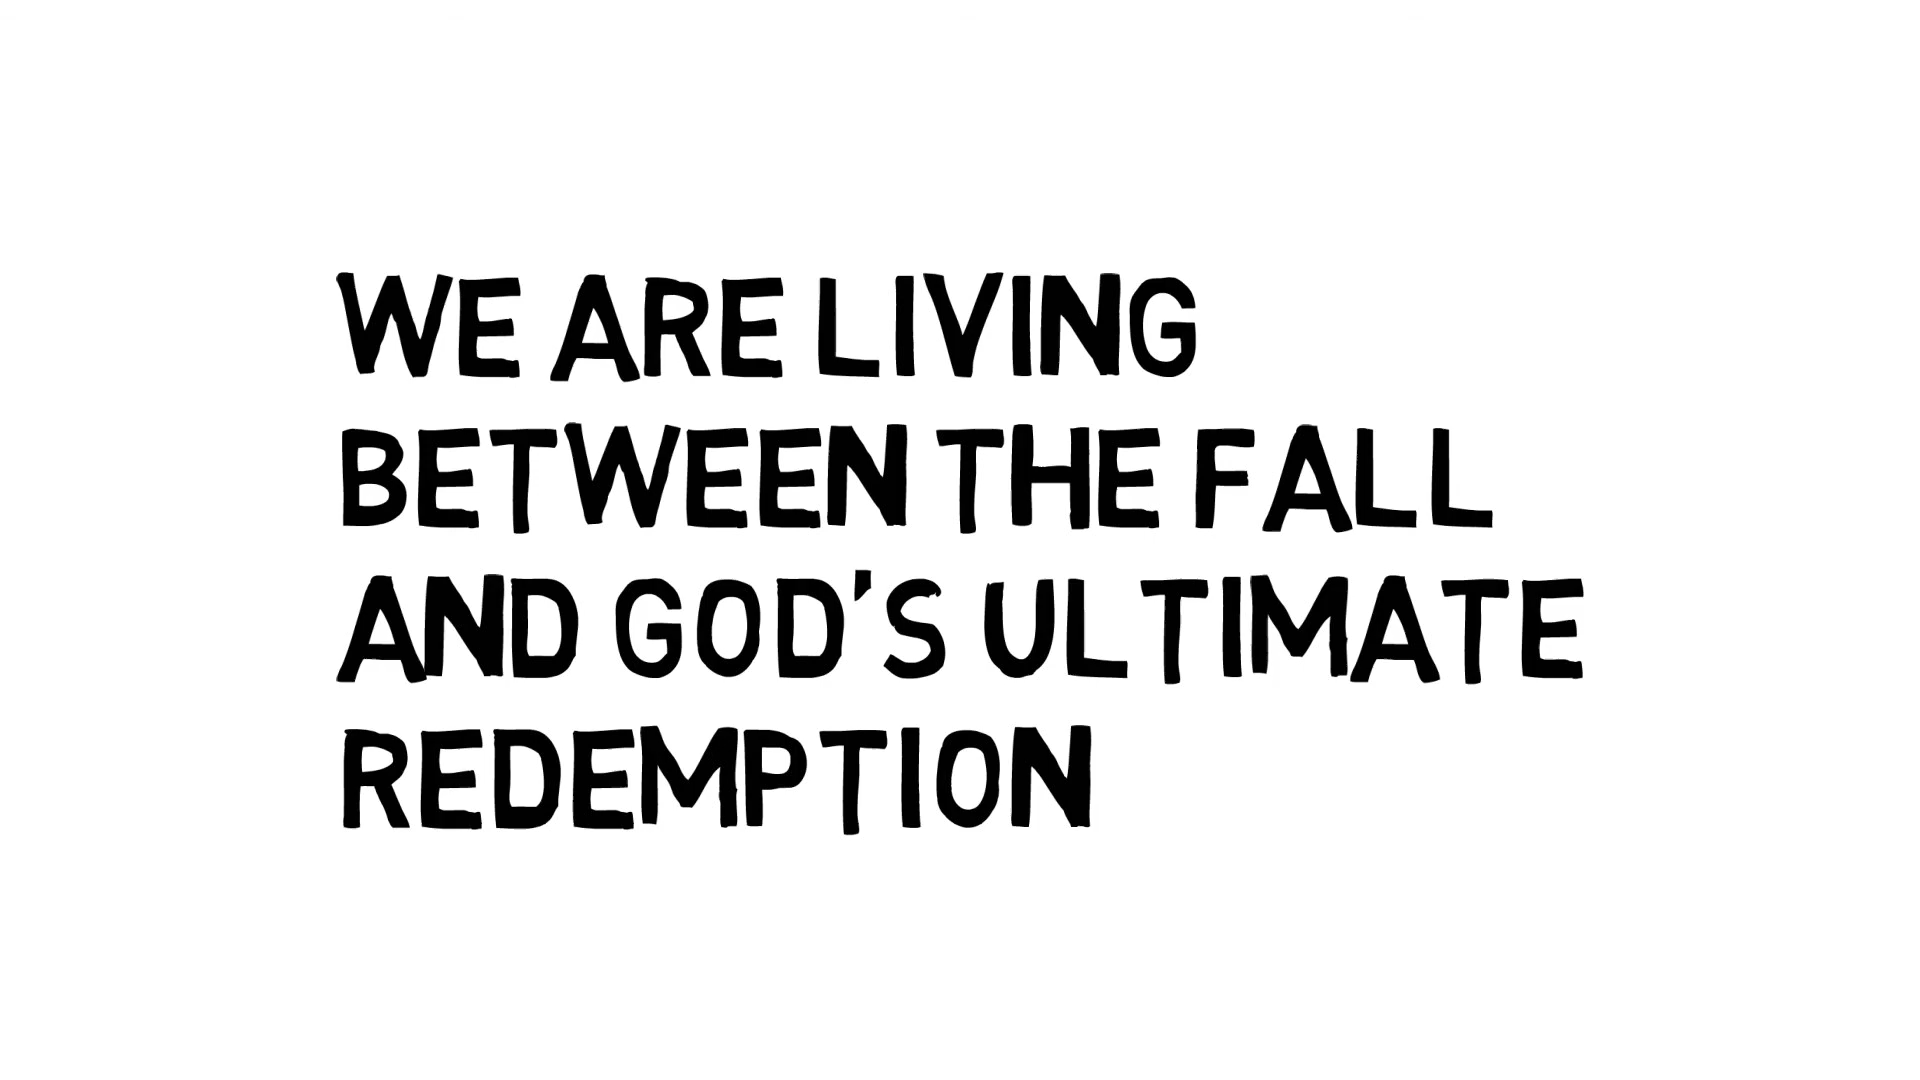 WE ARE LIVING
BETWEEN THE FALL
AND GOD'S ULTIMATE
REDEMPTION